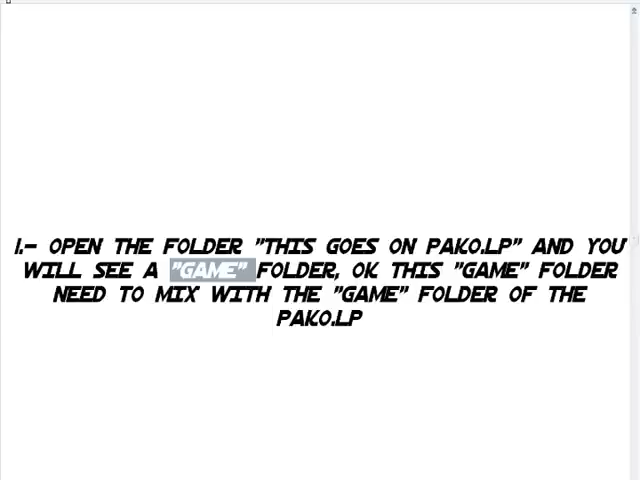 1.- OPEN THE FOLDER "THIS GOES ON PAKO.LP" AND YOU
WILL SEE A "GAME" FOLDER, OK THIS "GAME" FOLDER
NEED TO MIX WITH THE "GAME" FOLDER OF THE
PAKO.LP